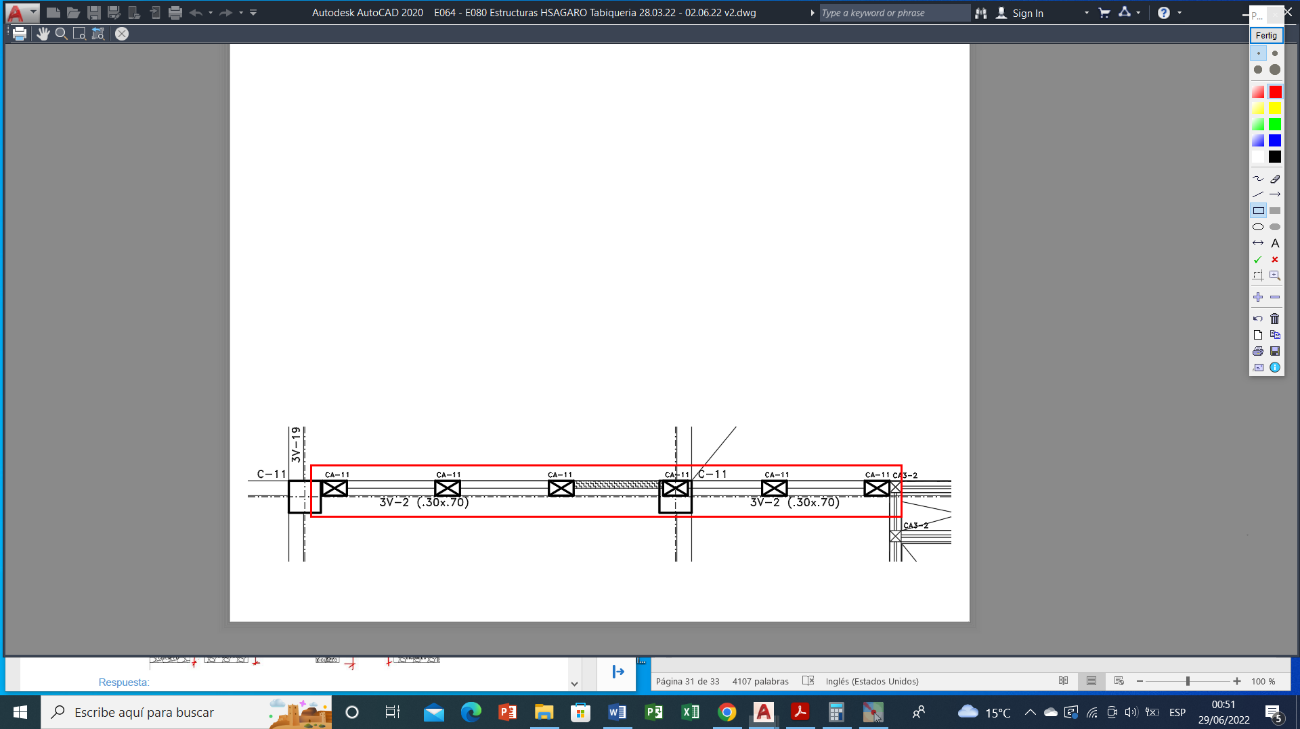 Autodesk AutoCAD 2020 E064 - E080 Estructuras HSAGARO Tabiqueria 28.03.22 - 02.06.22 v2.dwg
Type a keyword or phrase
Sign In
P...
Fertig
3V-19
C-11
CA-11
CA-11
CA-11
CA-11
C-11
CA-11
CA-11
CA3-2
3V-2 (.30x.70)
3V-2 (.30x.70)
CA3-2
Respuesta:
Página 31 de 33
4107 palabras
Inglés (Estados Unidos)
100 %
Escribe aquí para buscar
15°C
ESP
00:51
29/06/2022
5